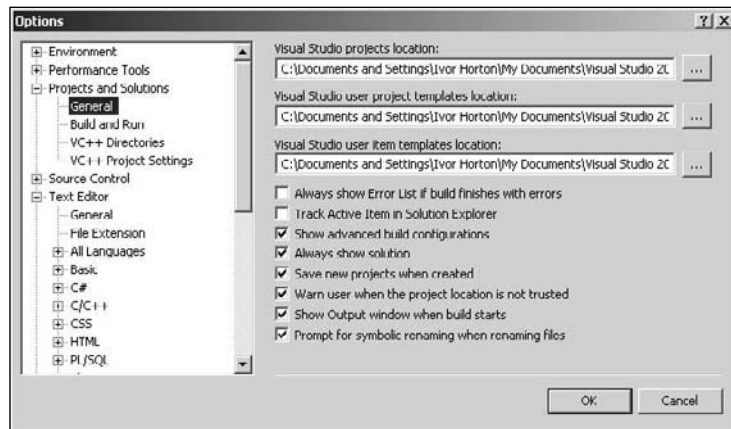 Options
Environment
Performance Tools
Projects and Solutions
General
Build and Run
VC++ Directories
VC++ Project Settings
Source Control
Text Editor
General
File Extension
All Languages
Basic
C#
C/C++
CSS
HTML
PL/SQL
Visual Studio projects location:
C:\Documents and Settings\Ivor Horton\My Documents\Visual Studio 20
...
Visual Studio user project templates location:
C:\Documents and Settings\Ivor Horton\My Documents\Visual Studio 20
...
Visual Studio user item templates location:
C:\Documents and Settings\Ivor Horton\My Documents\Visual Studio 20
...
Always show Error List if build finishes with errors
Track Active Item in Solution Explorer
Show advanced build configurations
Always show solution
Save new projects when created
Warn user when the project location is not trusted
Show Output window when build starts
Prompt for symbolic renaming when renaming files
OK
Cancel